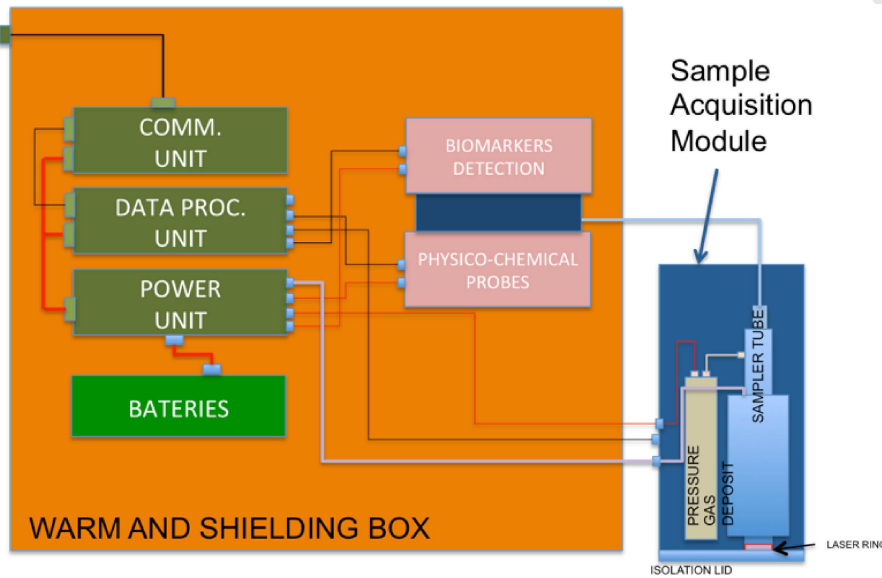 Sample
Acquisition
Module
COMM.
UNIT
BIOMARKERS
DETECTION
DATA PROC.
UNIT
PHYSICO-CHEMICAL
PROBES
POWER
UNIT
BATERIES
SAMPLER TUBE
PRESSURE
GAS
DEPOSIT
WARM AND SHIELDING BOX
LASER RING
ISOLATION LID